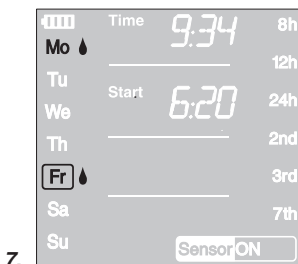 Time 9:34 8h
Mo
12h
Tu
Start 6:20 24h
We
Th 2nd
Fr 3rd
Sa 7th
Su Sensor ON
7.